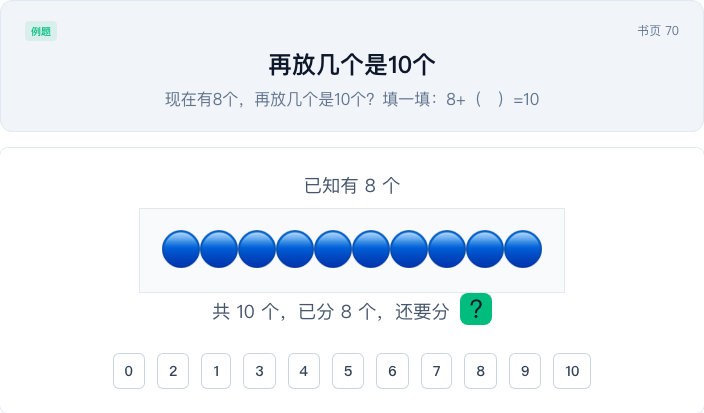 例题
书页 70
再放几个是10个
现在有8个，再放几个是10个？填一填：8+（　）=10
已知有 8 个
共 10 个，已分 8 个，还要分 ?
0 2 1 3 4 5 6 7 8 9 10